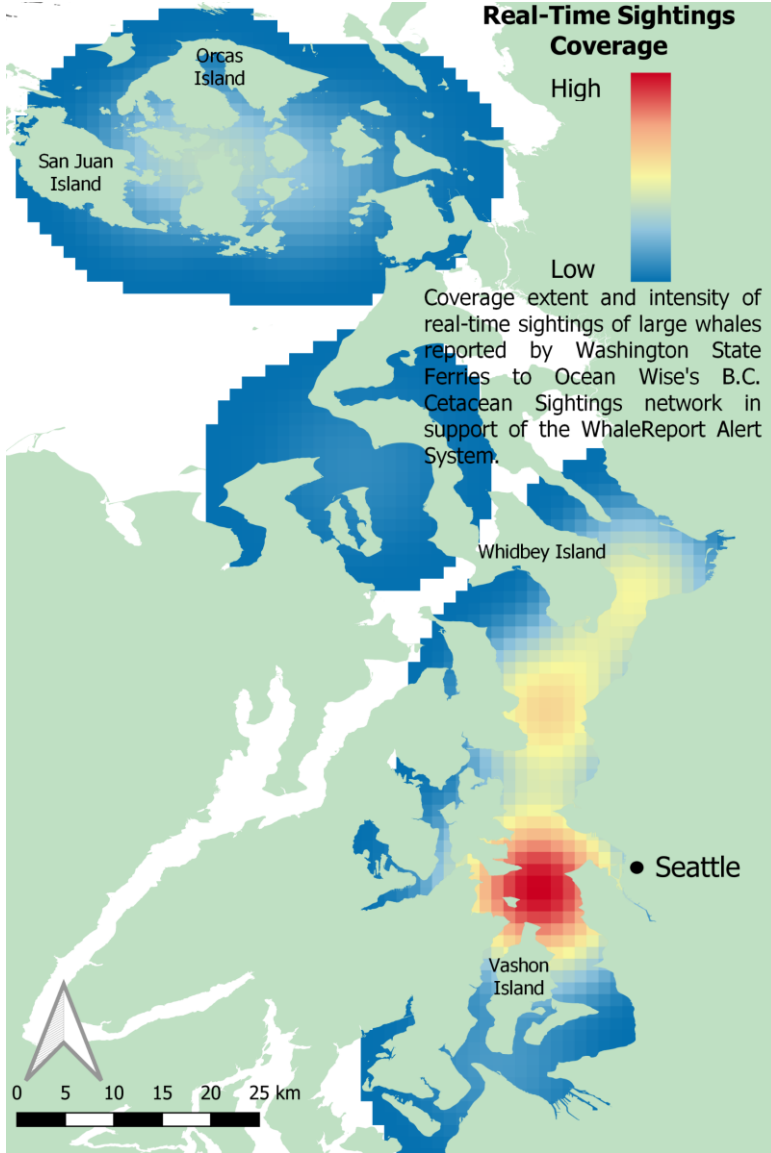 Real-Time Sightings
Coverage
High
Low
Coverage extent and intensity of
real-time sightings of large whales
reported by Washington State
Ferries to Ocean Wise's B.C.
Cetacean Sightings network in
support of the WhaleReport Alert
System.
Orcas
Island
San Juan
Island
Whidbey Island
Seattle
Vashon
Island
0 5 10 15 20 25 km